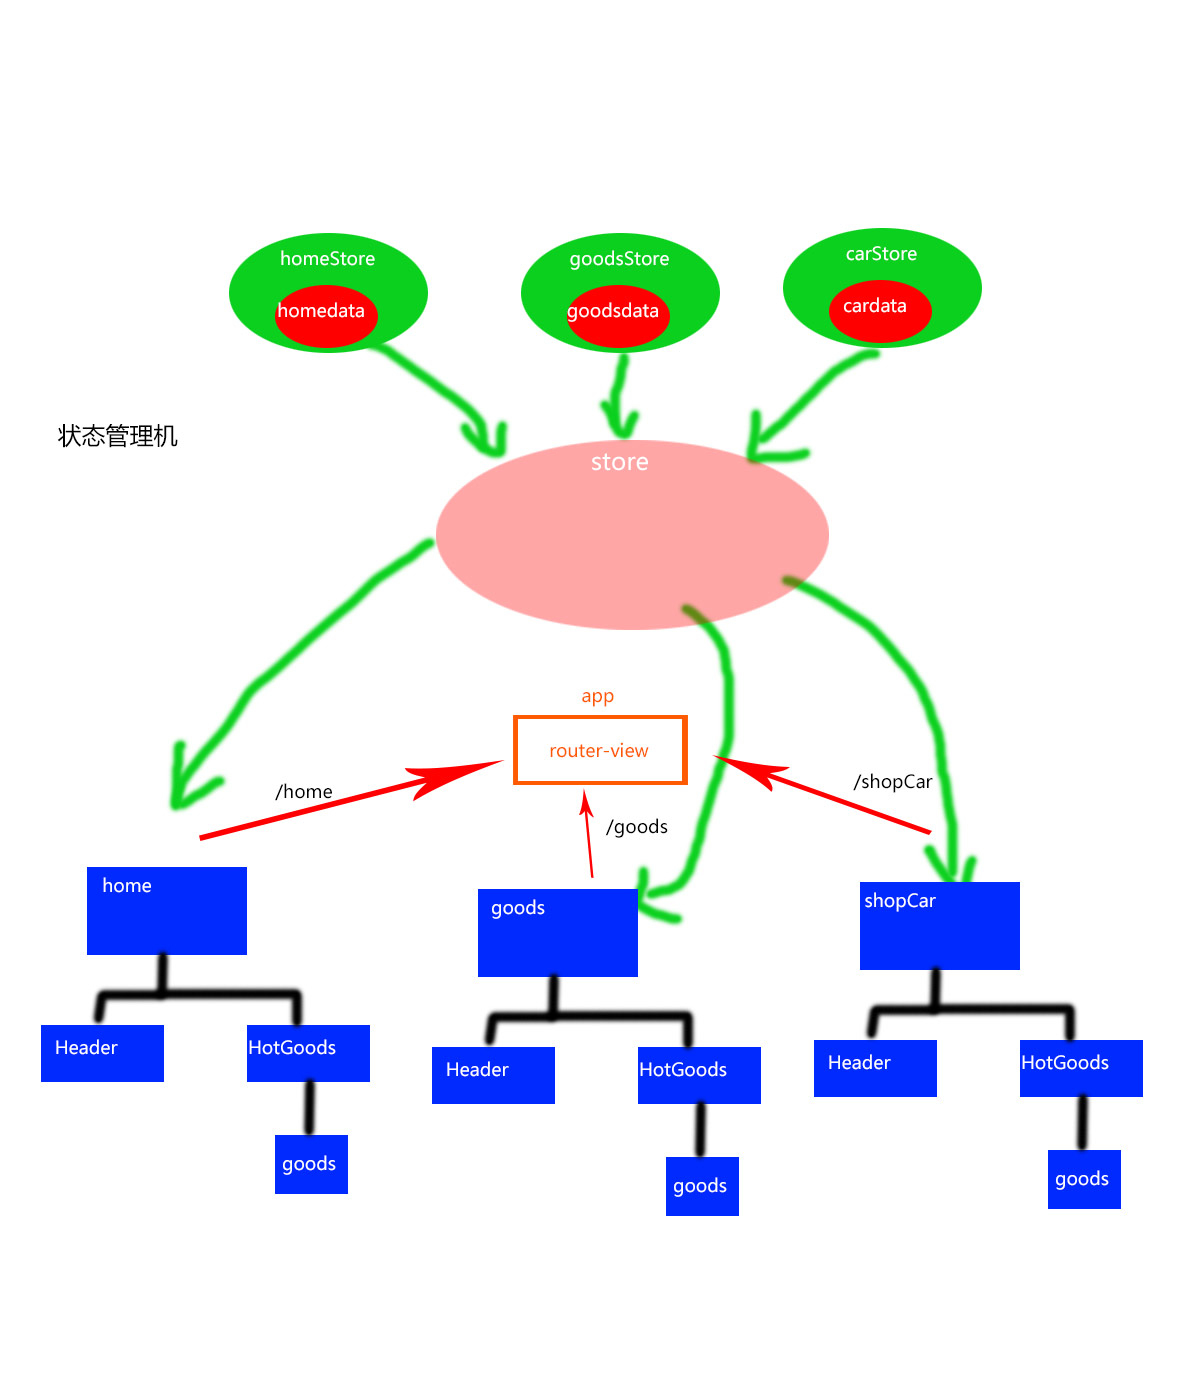 homeStore
goodsStore
carStore
homedata
goodsdata
cardata
状态管理机
store
app
router-view
/home
/goods
/shopCar
home
goods
shopCar
Header
HotGoods
Header
HotGoods
Header
HotGoods
goods
goods
goods